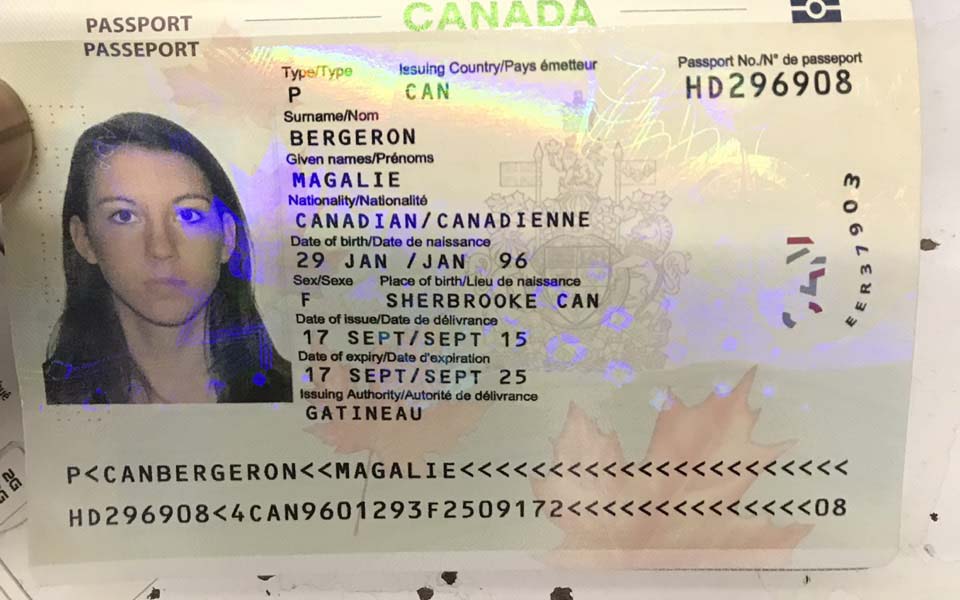 CANADA
PASSPORT
PASSEPORT
Type/Type Issuing Country/Pays émetteur Passport No./N° de passeport
P CAN HD296908
Surname/Nom
BERGERON
Given names/Prénoms
MAGALIE
Nationality/Nationalité
CANADIAN/CANADIENNE
Date of birth/Date de naissance
29 JAN /JAN 96
Sex/Sexe Place of birth/Lieu de naissance
F SHERBROOKE CAN
Date of issue/Date de délivrance
17 SEPT/SEPT 15
Date of expiry/Date d'expiration
17 SEPT/SEPT 25
Issuing Authority/Autorité de délivrance
GATINEAU
EER37903
P<CANBERGERON<<MAGALIE<<<<<<<<<<<<<<<<<<<<<<
HD296908<4CAN9601293F2509172<<<<<<<<<<<<<<08